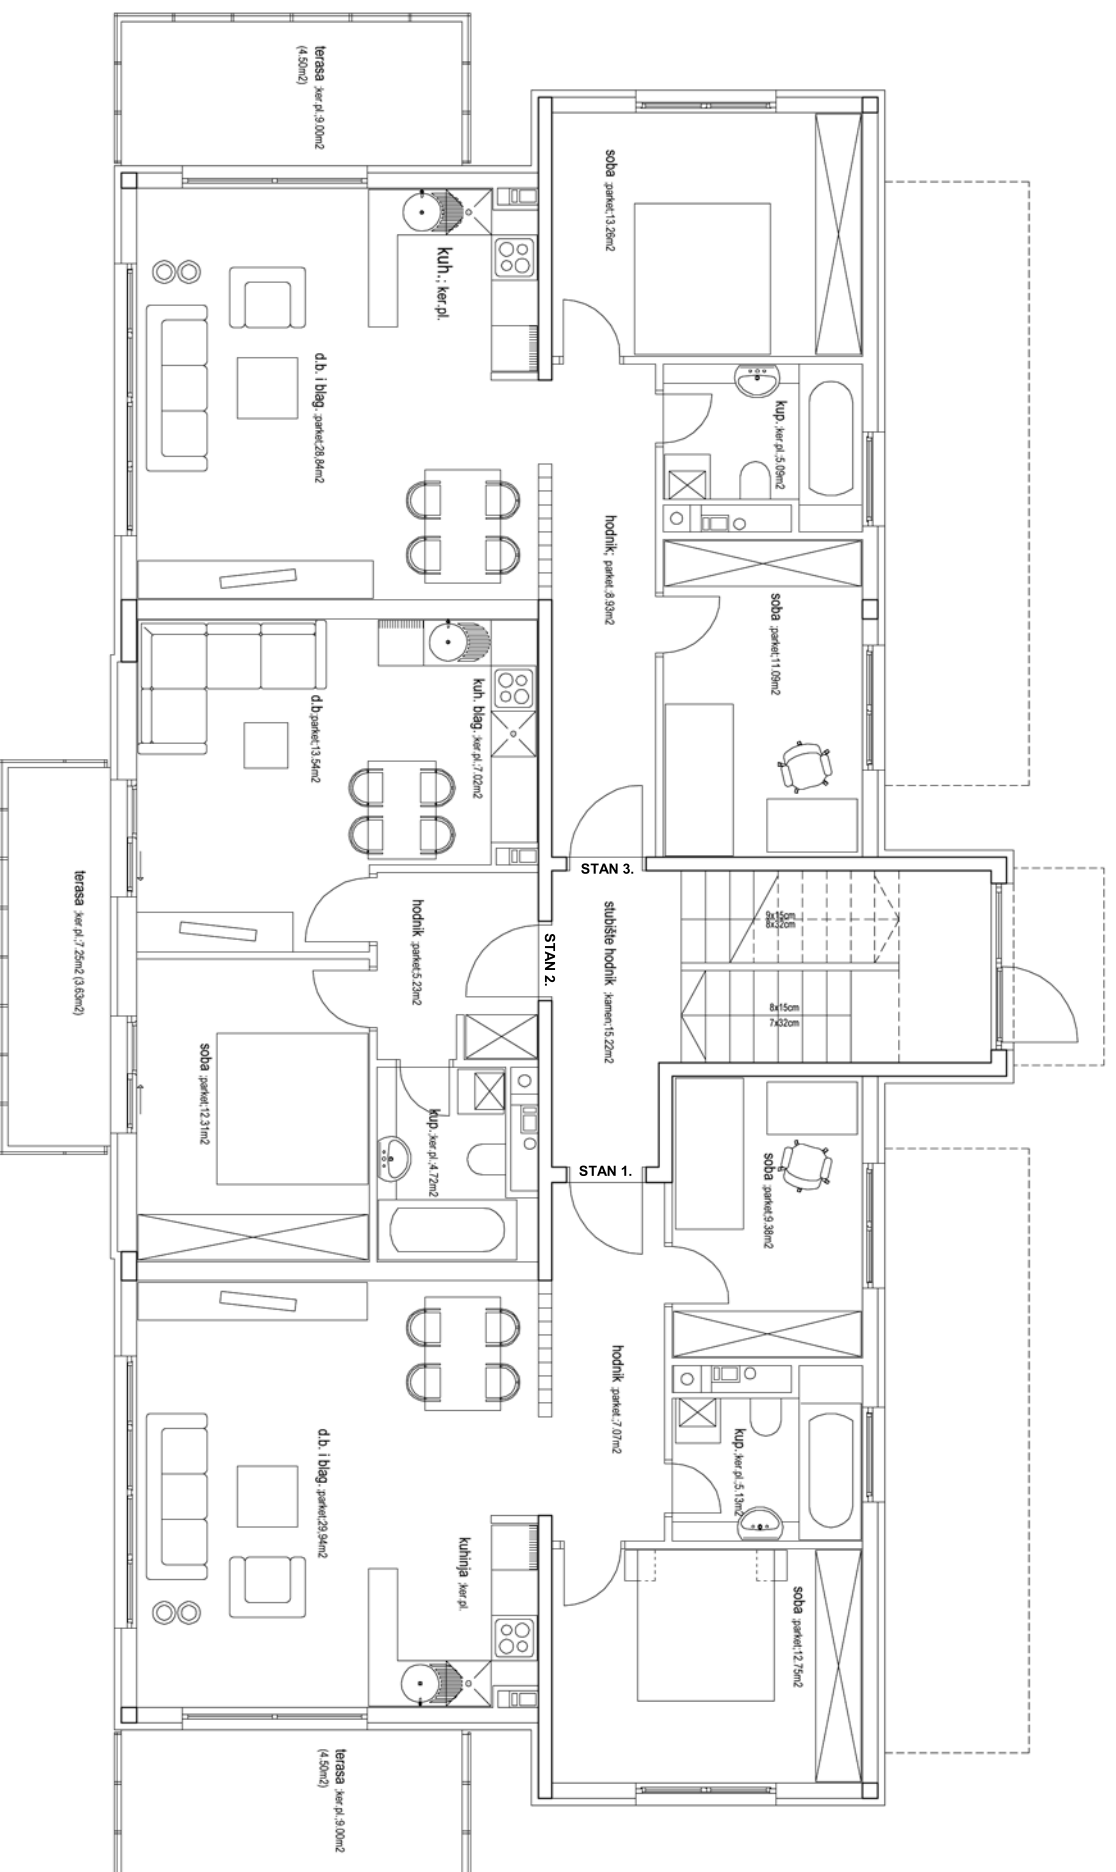 terasa ;ker.pl.;9.00m2
(4.50m2)
soba ;parket;13.26m2
kuh.; ker.pl.
d.b. i blag. ;parket;28,84m2
kup.;ker.pl.;5.09m2
hodnik; parket.;8.93m2
soba ;parket;11.09m2
kuh. blag.;ker.pl.;7.02m2
d.b;parket;13.54m2
STAN 3.
terasa ;ker.pl.;7.25m2 (3.63m2)
hodnik ;parket;5.23m2
STAN 2.
stubište hodnik ;kamen;15.22m2
9x15cm
8x32cm
8x15cm
7x32cm
soba ;parket;12.31m2
kup.;ker.pl.;4.72m2
STAN 1.
soba ;parket;9.38m2
hodnik ;parket.;7.07m2
kup.;ker.pl.;5.13m2
d.b. i blag. ;parket;29,94m2
kuhinja ;ker.pl.
soba ;parket;12.75m2
terasa ;ker.pl.;9.00m2
(4.50m2)